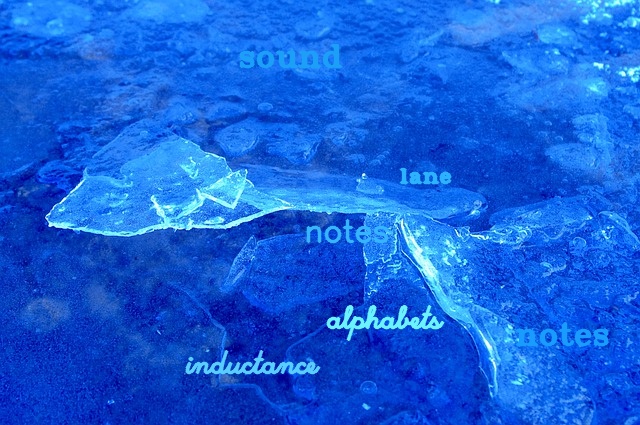 sound
lane
notes
alphabets
notes
inductance